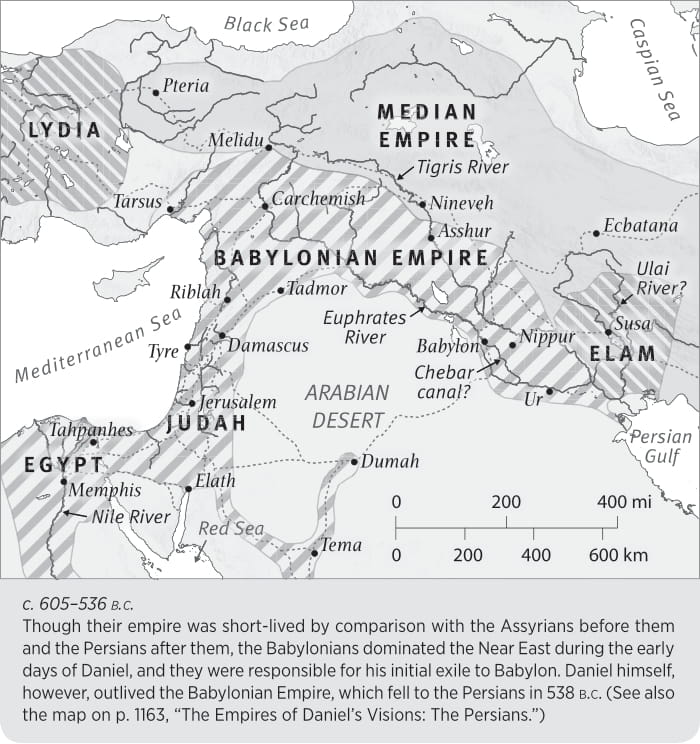 Black Sea
Caspian Sea
Pteria
LYDIA
MEDIAN
EMPIRE
Melidu
Tigris River
Tarsus
Carchemish
Nineveh
Asshur
Ecbatana
BABYLONIAN EMPIRE
Ulai
River?
Riblah
Tadmor
Mediterranean Sea
Euphrates
River
Susa
Tyre
Damascus
Babylon
Nippur
ELAM
Chebar
canal?
ARABIAN
DESERT
Ur
Jerusalem
JUDAH
Tahpanhes
Persian
Gulf
EGYPT
Dumah
Memphis
Elath
Nile River
Red Sea
0 200 400 mi
Tema
0 200 400 600 km
c. 605–536 B.C.
Though their empire was short-lived by comparison with the Assyrians before them
and the Persians after them, the Babylonians dominated the Near East during the early
days of Daniel, and they were responsible for his initial exile to Babylon. Daniel himself,
however, outlived the Babylonian Empire, which fell to the Persians in 538 B.C. (See also
the map on p. 1163, “The Empires of Daniel’s Visions: The Persians.”)